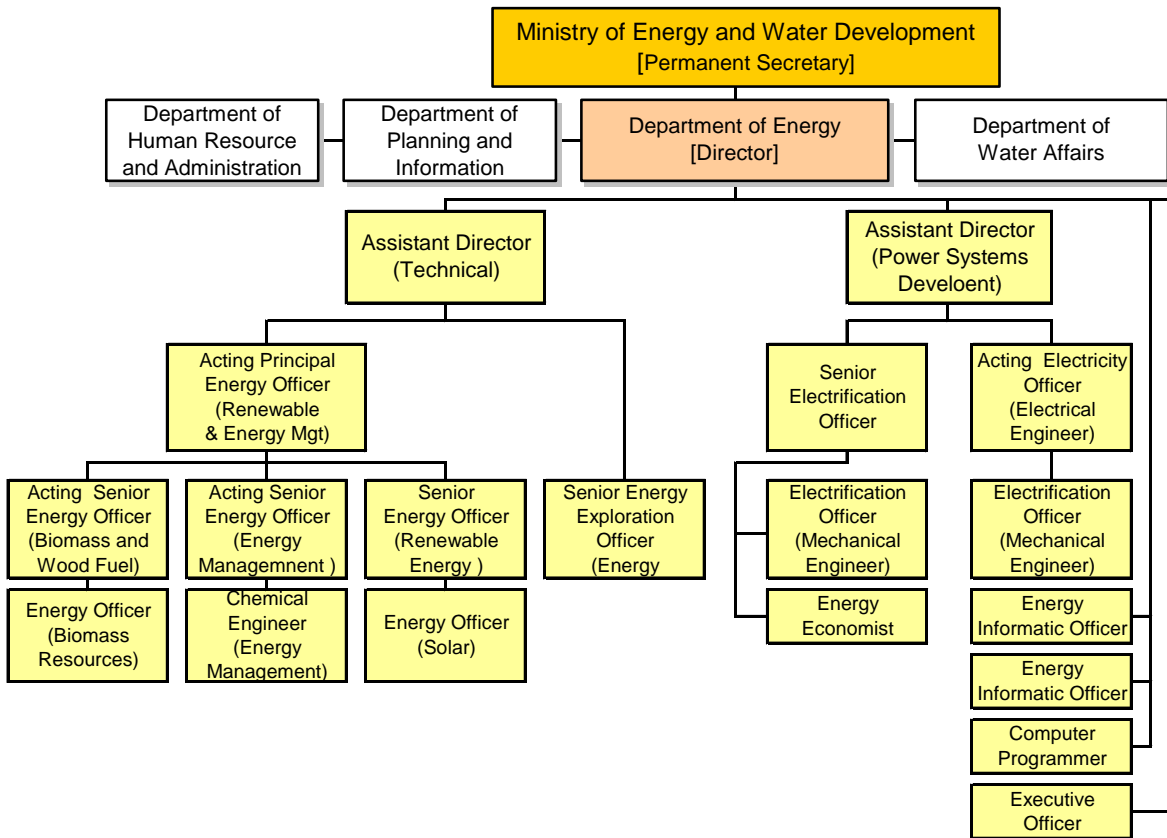 Ministry of Energy and Water Development
[Permanent Secretary]
Department of
Human Resource
and Administration
Department of
Planning and
Information
Department of Energy
[Director]
Department of
Water Affairs
Assistant Director
(Technical)
Assistant Director
(Power Systems
Develoent)
Acting Principal
Energy Officer
(Renewable
& Energy Mgt)
Senior
Electrification
Officer
Acting Electricity
Officer
(Electrical
Engineer)
Acting Senior
Energy Officer
(Biomass and
Wood Fuel)
Acting Senior
Energy Officer
(Energy
Managemnent )
Senior
Energy Officer
(Renewable
Energy )
Senior Energy
Exploration
Officer
(Energy
Electrification
Officer
(Mechanical
Engineer)
Electrification
Officer
(Mechanical
Engineer)
Energy Officer
(Biomass
Resources)
Chemical
Engineer
(Energy
Management)
Energy Officer
(Solar)
Energy
Economist
Energy
Informatic Officer
Energy
Informatic Officer
Computer
Programmer
Executive
Officer